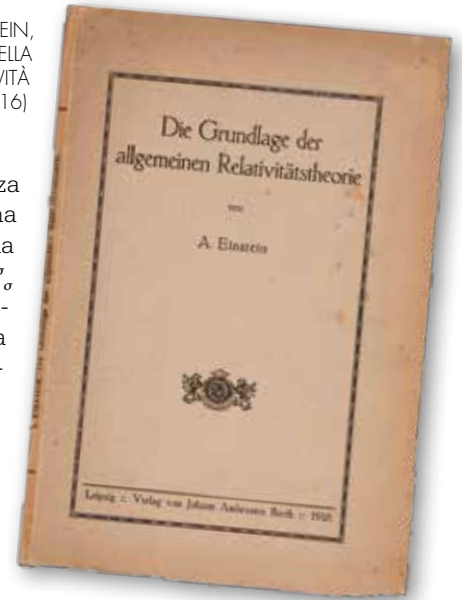 EIN,
ELLA
VITÀ
16)
za
na
a
σ
σ
-
a
-
Die Grundlage der
allgemeinen Relativitätstheorie
von
A. Einstein
Leipzig :: Verlag von Johann Ambrosius Barth :: 1916